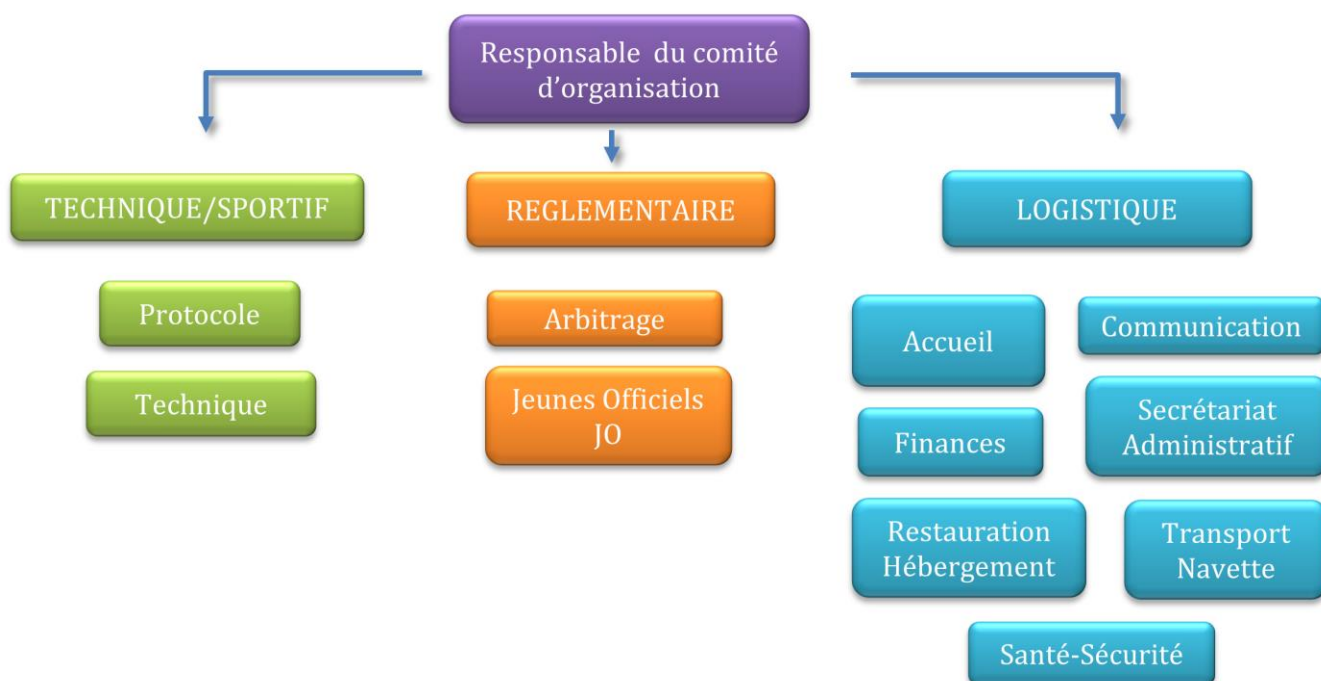 Responsable du comité
d’organisation
TECHNIQUE/SPORTIF
REGLEMENTAIRE
LOGISTIQUE
Protocole
Technique
Arbitrage
Jeunes Officiels
JO
Accueil
Communication
Finances
Secrétariat
Administratif
Restauration
Hébergement
Transport
Navette
Santé-Sécurité